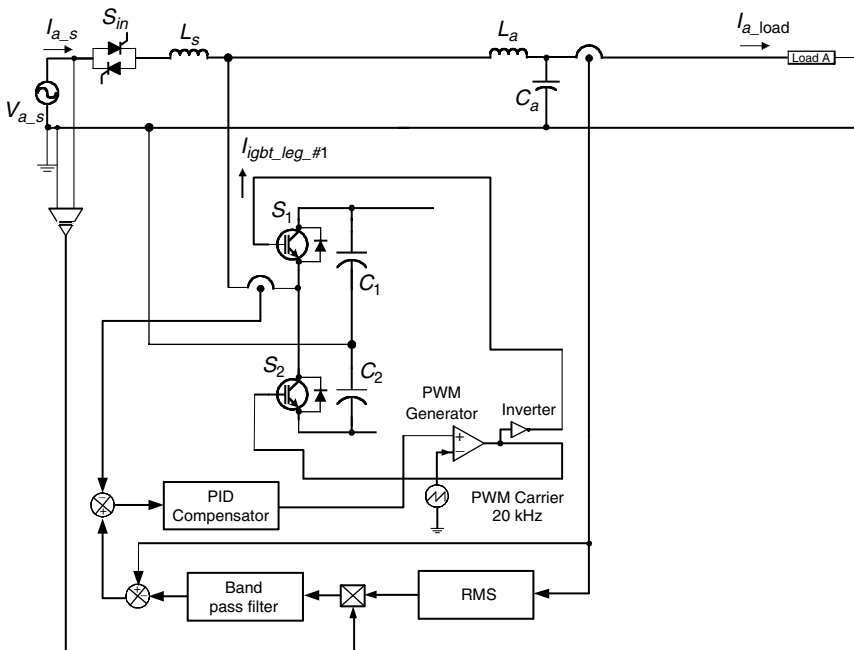 I_a_s
S_in
L_s
L_a
I_a_load
Load A
V_a_s
C_a
I_igbt_leg_#1
S_1
C_1
S_2
C_2
PWM
Generator
Inverter
+
−
PWM Carrier
20 kHz
PID
Compensator
−
+
+
−
Band
pass filter
RMS